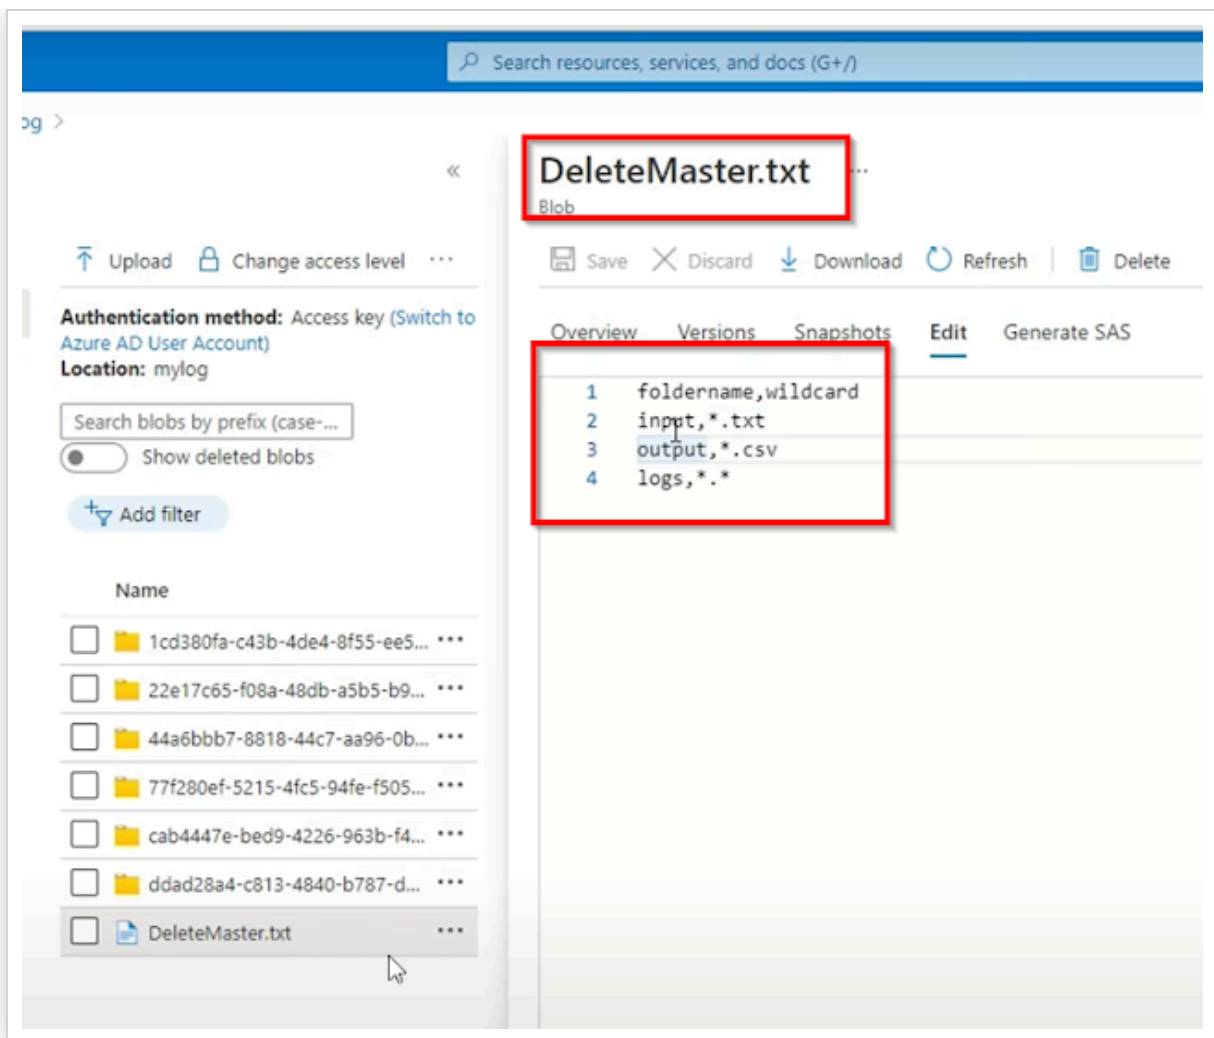 Search resources, services, and docs (G+/)
og >
«
DeleteMaster.txt ...
Blob
Upload Change access level ...
Save Discard Download Refresh Delete
Authentication method: Access key (Switch to
Azure AD User Account)
Location: mylog
Overview Versions Snapshots Edit Generate SAS
Search blobs by prefix (case-...
Show deleted blobs
Add filter
1 foldername,wildcard
2 input,*.txt
3 output,*.csv
4 logs,*.*
Name
1cd380fa-c43b-4de4-8f55-ee5... ...
22e17c65-f08a-48db-a5b5-b9... ...
44a6bbb7-8818-44c7-aa96-0b... ...
77f280ef-5215-4fc5-94fe-f505... ...
cab4447e-bed9-4226-963b-f4... ...
ddad28a4-c813-4840-b787-d... ...
DeleteMaster.txt ...